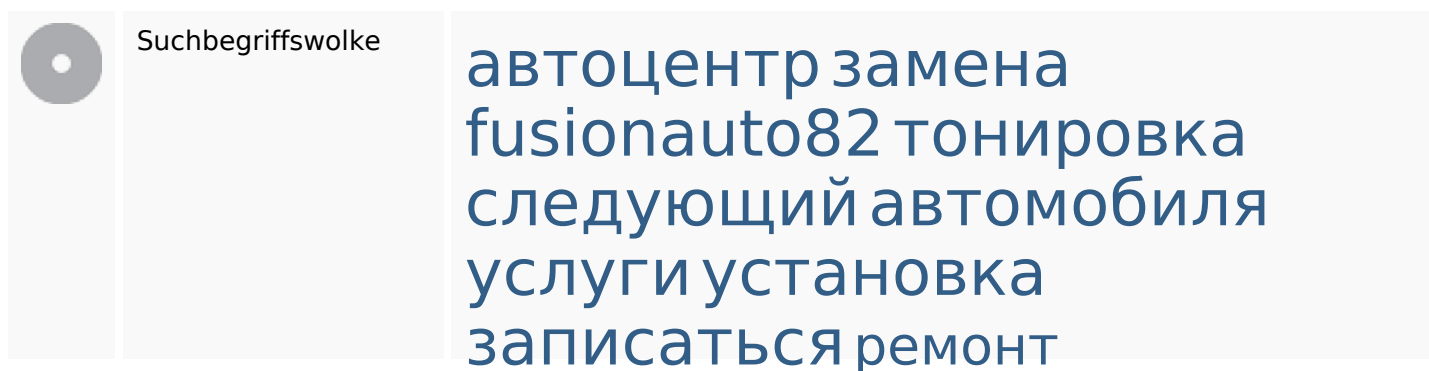 Suchbegriffswolke
автоцентр замена
fusionauto82 тонировка
следующий автомобиля
услуги установка
записаться ремонт